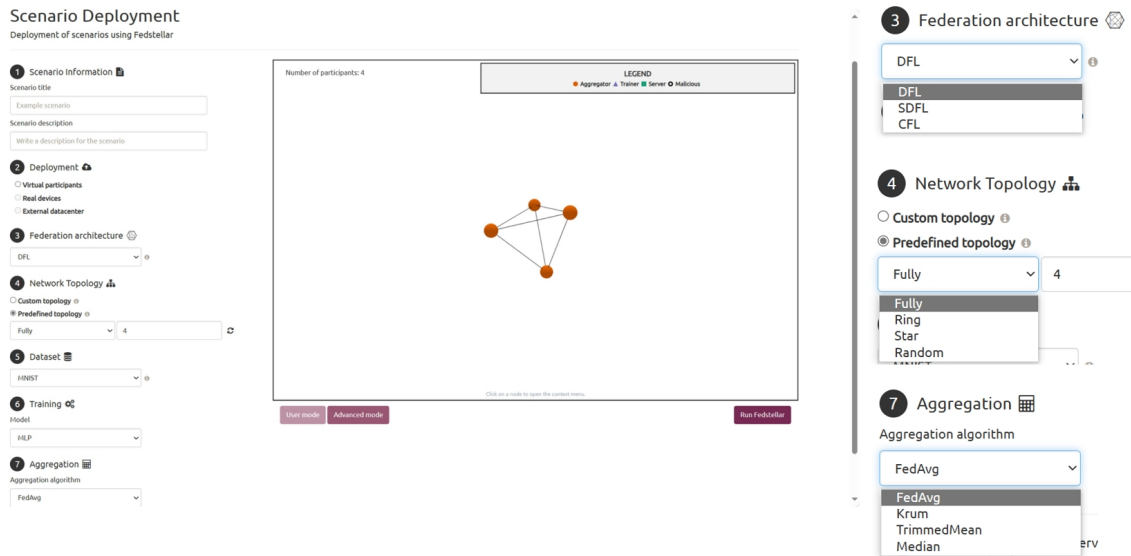 Scenario Deployment
Deployment of scenarios using Fedstellar
1 Scenario Information
Scenario title
Example scenario
Scenario description
Write a description for the scenario
2 Deployment
Virtual participants
Real devices
External datacenter
3 Federation architecture
DFL
4 Network Topology
Custom topology
Predefined topology
Fully 4
5 Dataset
MNIST
6 Training
Model
MLP
7 Aggregation
Aggregation algorithm
FedAvg
Number of participants: 4
LEGEND
Aggregator Trainer Server Malicious
Click on a node to open the context menu
User mode Advanced mode Run Fedstellar
3 Federation architecture
DFL
DFL
SDFL
CFL
4 Network Topology
Custom topology
Predefined topology
Fully 4
Fully
Ring
Star
Random
7 Aggregation
Aggregation algorithm
FedAvg
FedAvg
Krum
TrimmedMean
Median
erv